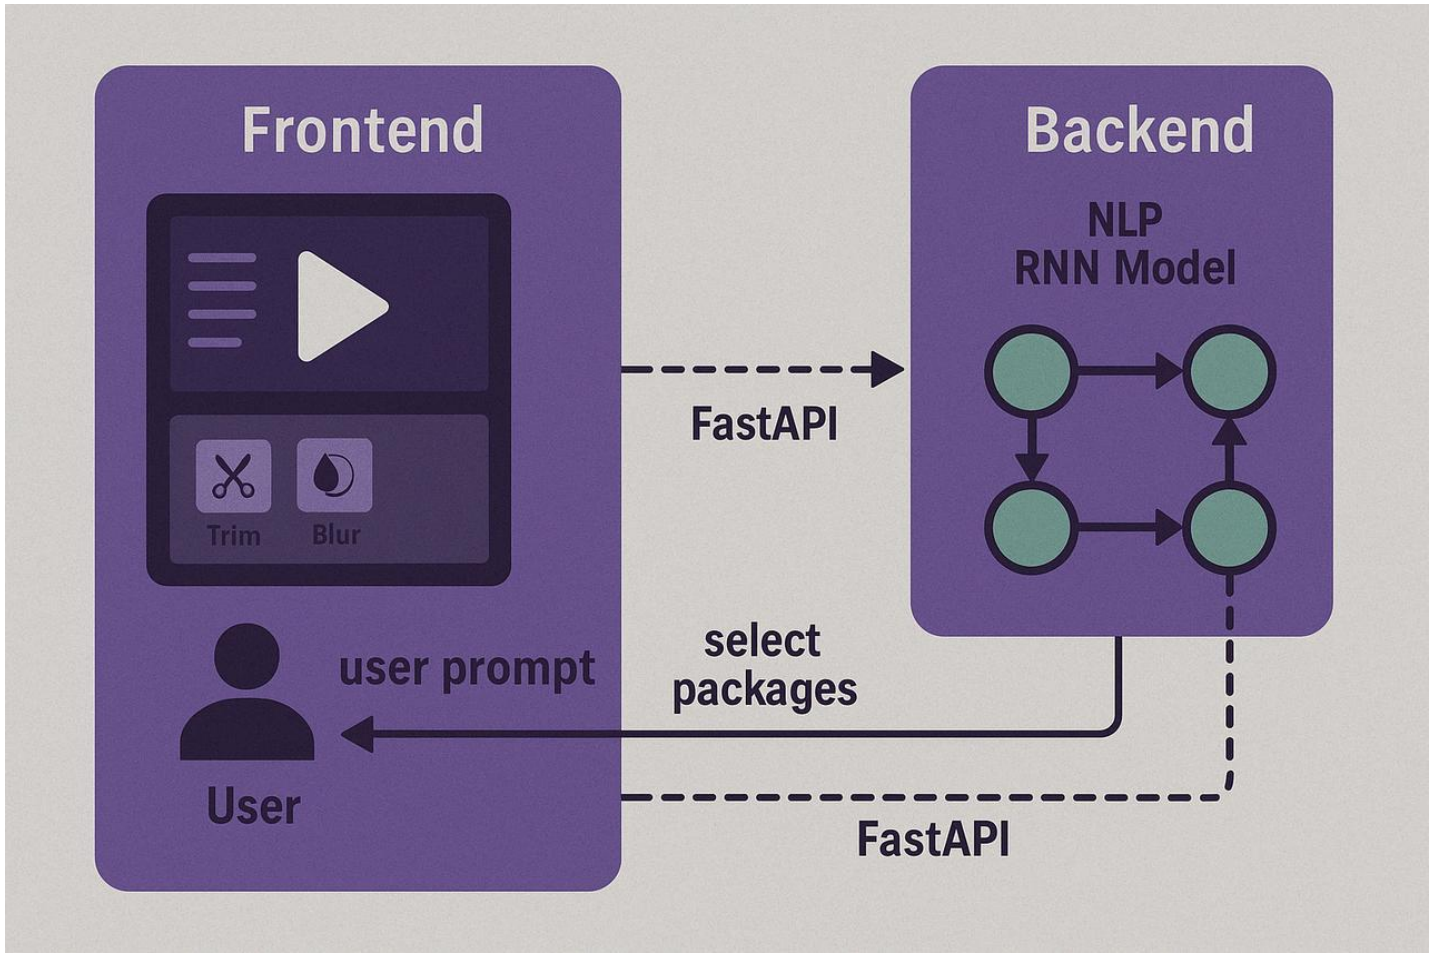 Frontend
Trim
Blur
user prompt
User
FastAPI
select
packages
FastAPI
Backend
NLP
RNN Model